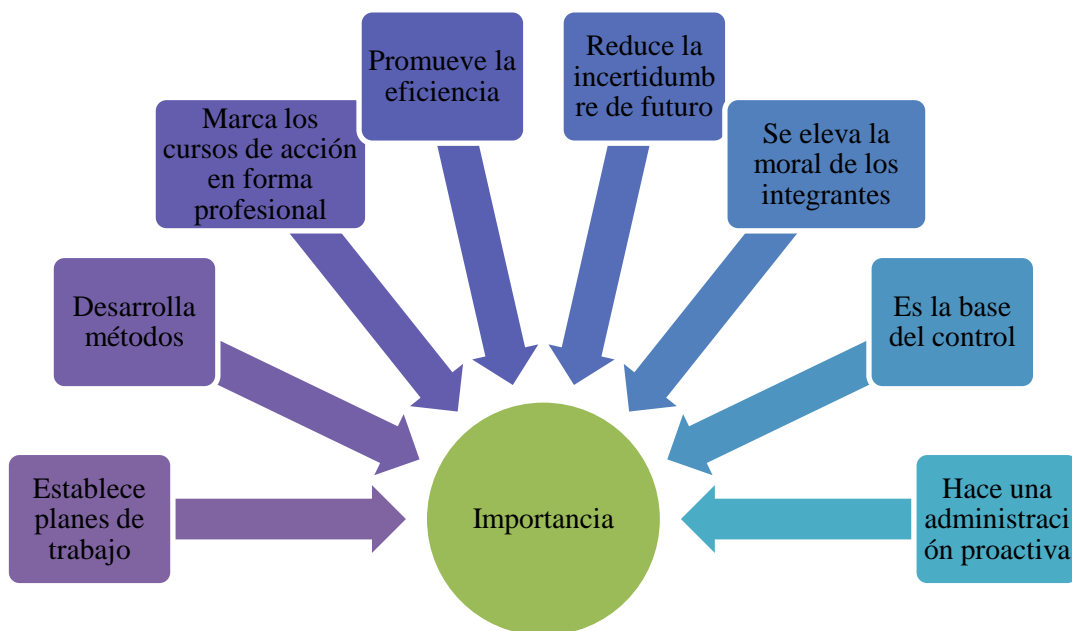 Promueve la
eficiencia
Reduce la
incertidumb
re de futuro
Marca los
cursos de acción
en forma
profesional
Se eleva la
moral de los
integrantes
Desarrolla
métodos
Es la base
del control
Establece
planes de
trabajo
Importancia
Hace una
administraci
ón proactiva